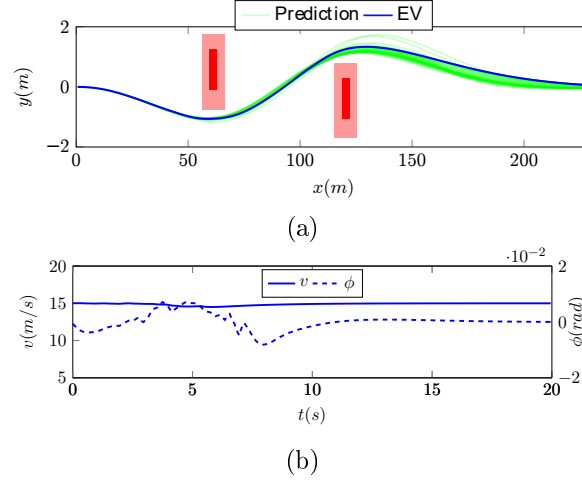 Prediction EV
2
0
−2
y(m)
0 50 100 150 200
x(m)
(a)
·10⁻²
20
15
10
5
v(m/s)
v ϕ
2
0
−2
ϕ(rad)
0 5 10 15 20
t(s)
(b)